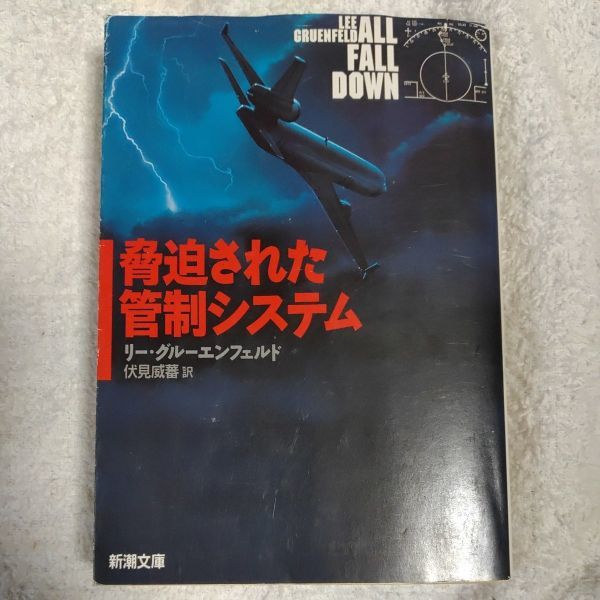 LEE
GRUENFELD
ALL
FALL
DOWN
脅迫された
管制システム
リー・グルーエンフェルド
伏見威蕃 訳
新潮文庫